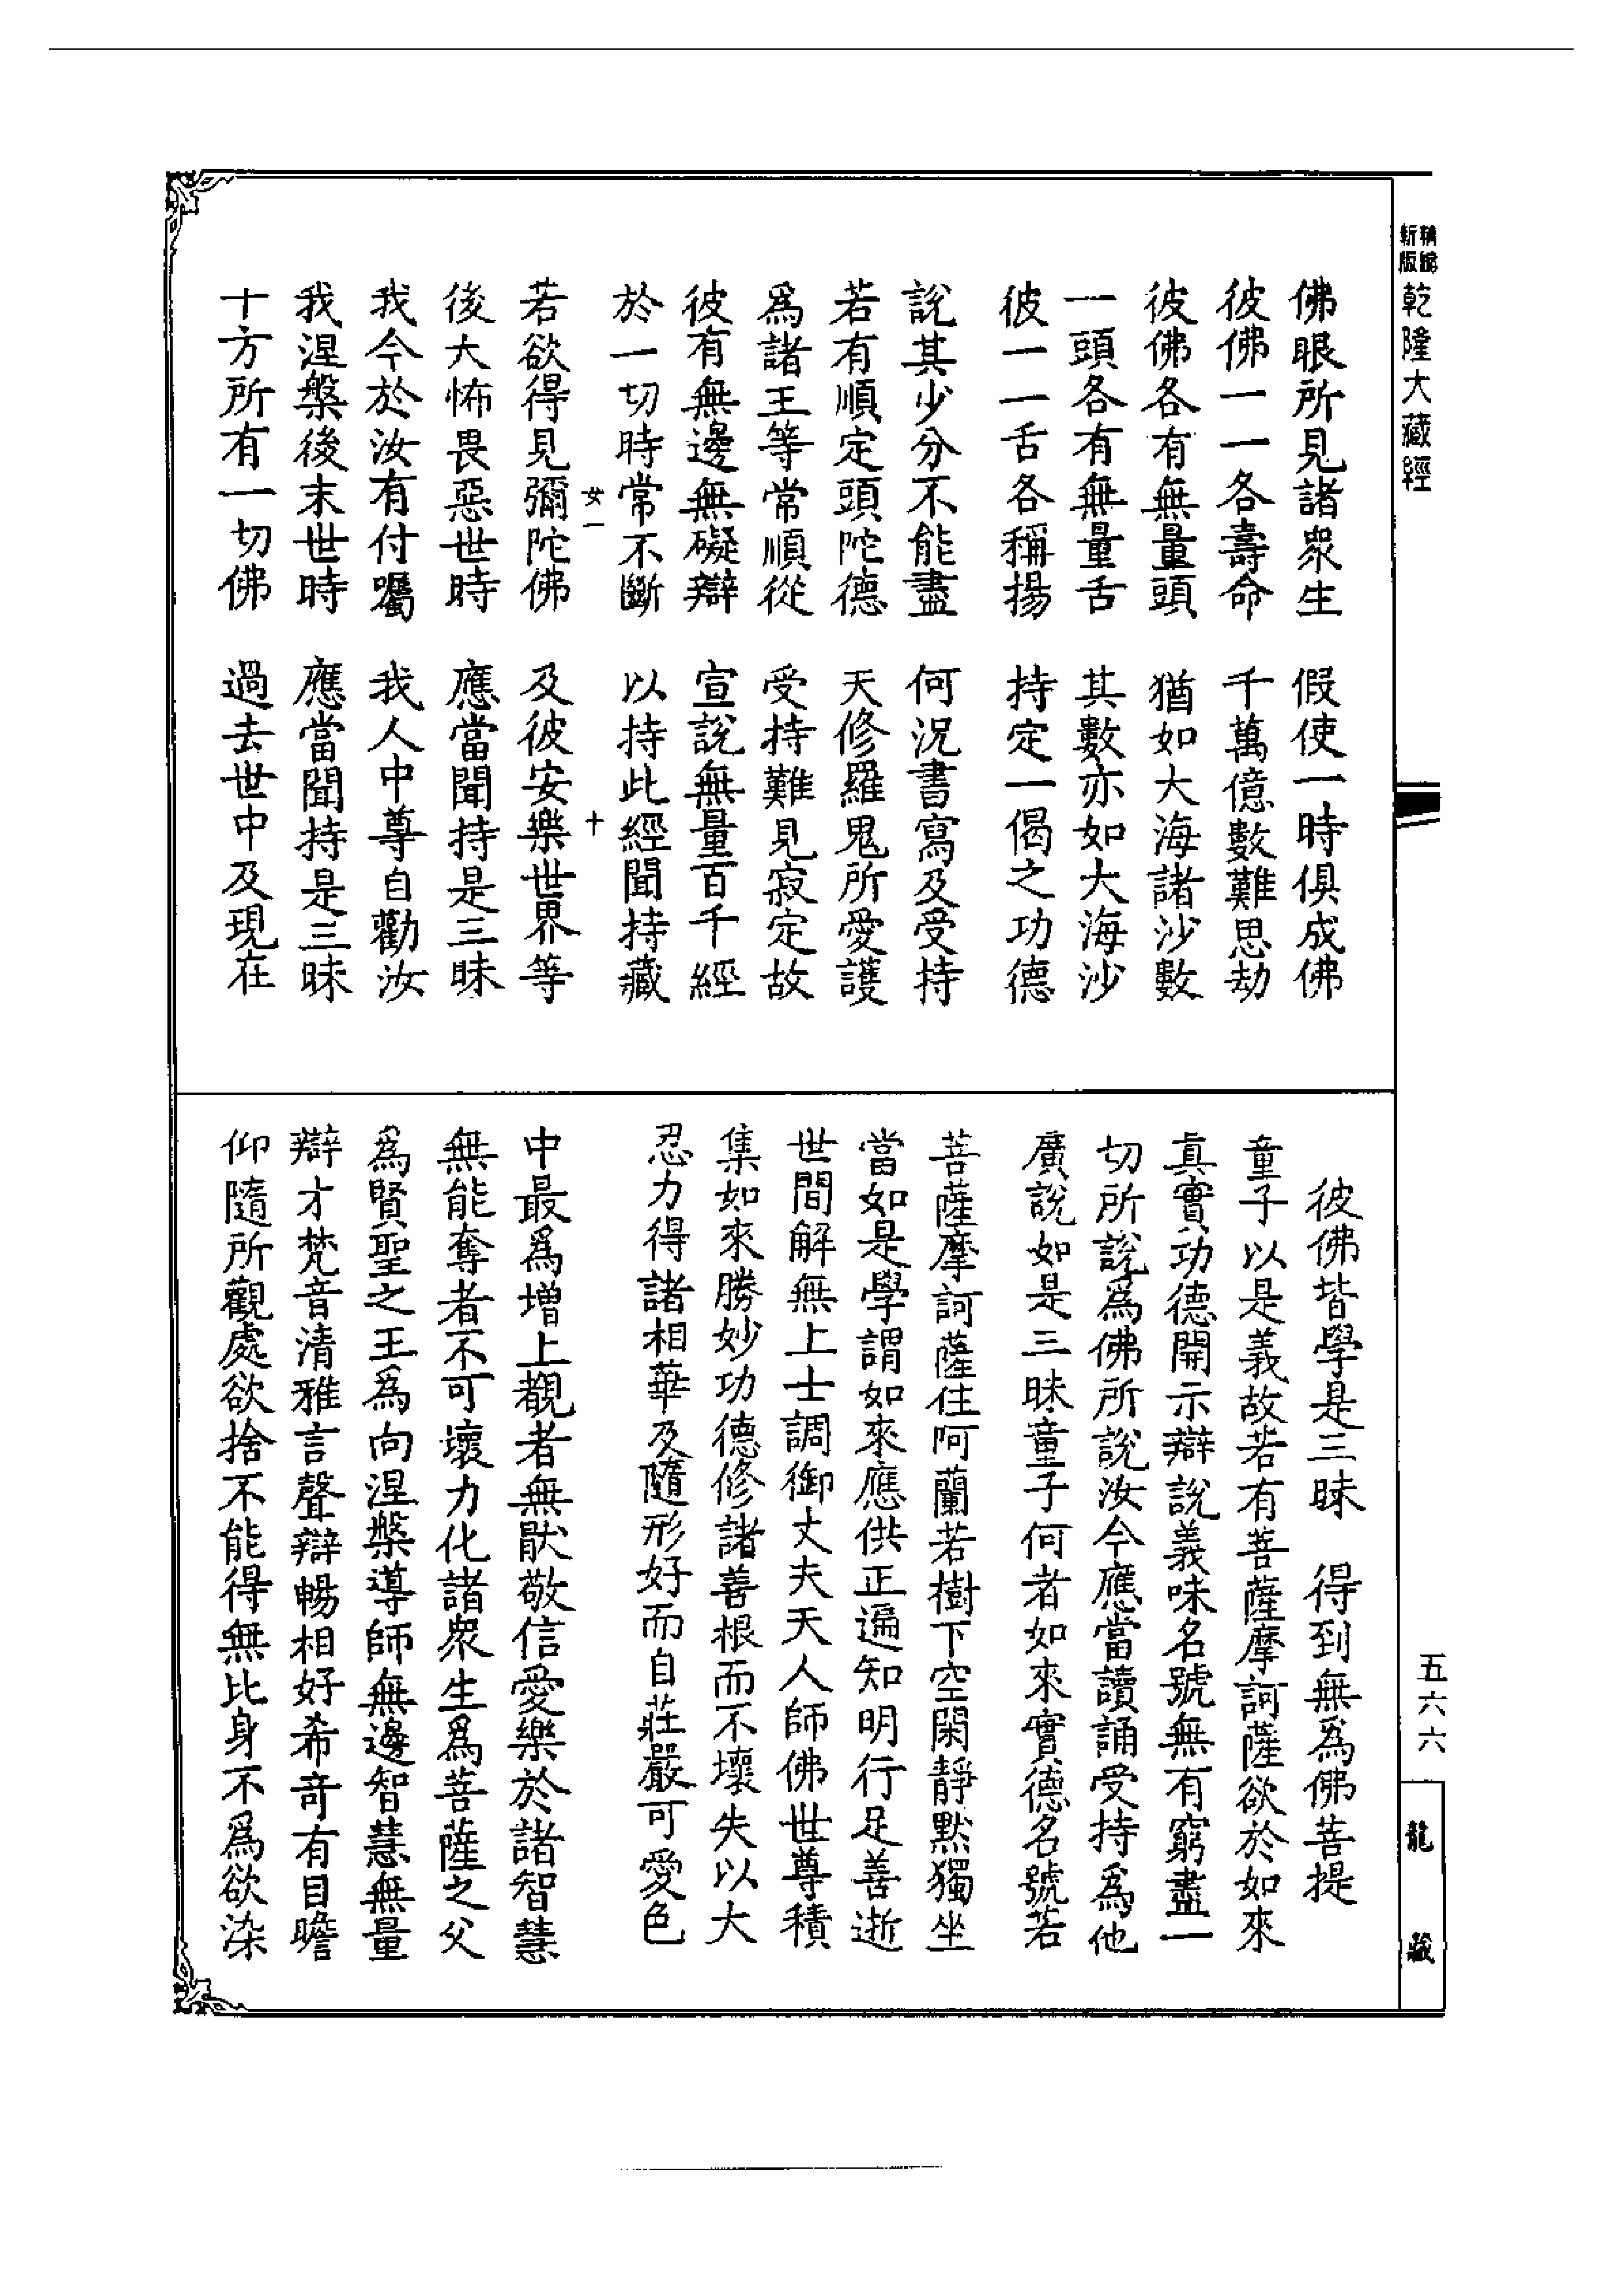 新編縮版
乾隆大藏經
佛眼所見諸衆生　假使一時俱成佛
彼佛一一各壽命　千萬億數難思劫
彼佛各有無量頭　猶如大海諸沙數
一頭各有無量舌　其數亦如大海沙
彼一一舌各稱揚　持定一偈之功德
說其少分不能盡　何況書寫及受持
若有順定頭陀德　天修羅鬼所愛護
爲諸王等常順從　受持難見寂定故
彼有無邊無礙辯　宣說無量百千經
於一切時常不斷　以持此經聞持藏
女一　十
若欲得見彌陀佛　及彼安樂世界等
後大怖畏惡世時　應當聞持是三昧
我今於汝有付囑　我人中尊自勸汝
我涅槃後末世時　應當聞持是三昧
十方所有一切佛　過去世中及現在
彼佛皆學是三昧　得到無爲佛菩提
童子以是義故若有菩薩摩訶薩欲於如來
真實功德開示辯說義味名號無有窮盡一
切所說爲佛所說汝今應當讀誦受持爲他
廣說如是三昧童子何者如來實德名號若
菩薩摩訶薩住阿蘭若樹下空閑靜默獨坐
當如是學謂如來應供正遍知明行足善逝
世間解無上士調御丈夫天人師佛世尊積
集如來勝妙功德修諸善根而不壞失以大
忍力得諸相華及隨形好而自莊嚴可愛色
中最爲增上覩者無猒敬信愛樂於諸智慧
無能奪者不可壞力化諸衆生爲菩薩之父
爲賢聖之王爲向涅槃導師無邊智慧無量
辯才梵音清雅言聲辯暢相好希奇有目瞻
仰隨所觀處欲捨不能得無比身不爲欲染
五六六
龍藏